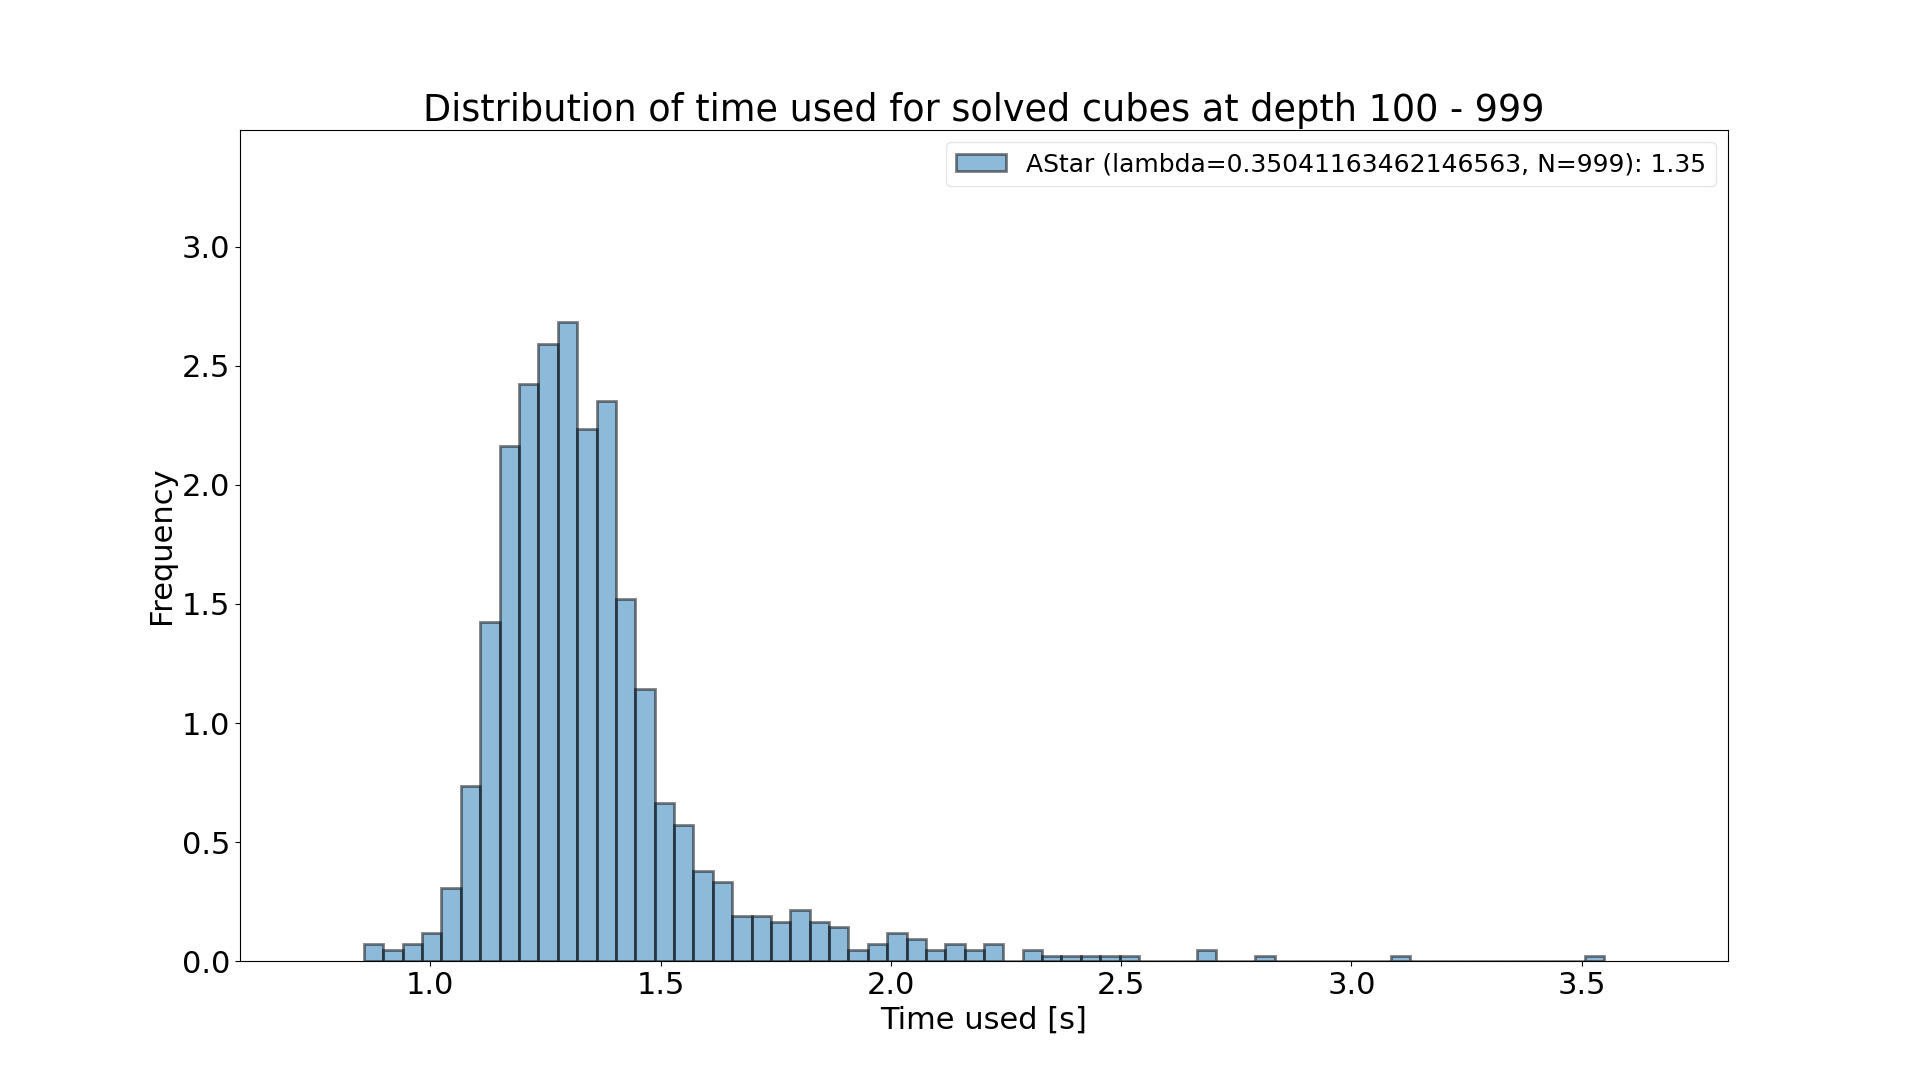 Distribution of time used for solved cubes at depth 100 - 999
AStar (lambda=0.35041163462146563, N=999): 1.35
3.0
2.5
2.0
1.5
1.0
0.5
0.0
Frequency
1.0 1.5 2.0 2.5 3.0 3.5
Time used [s]